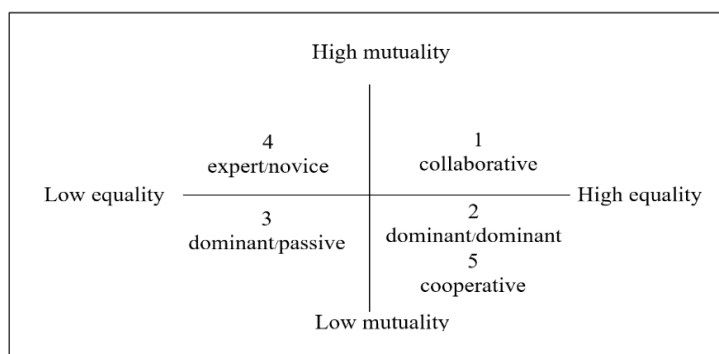 High mutuality
4
expert/novice
1
collaborative
Low equality
High equality
3
dominant/passive
2
dominant/dominant
5
cooperative
Low mutuality